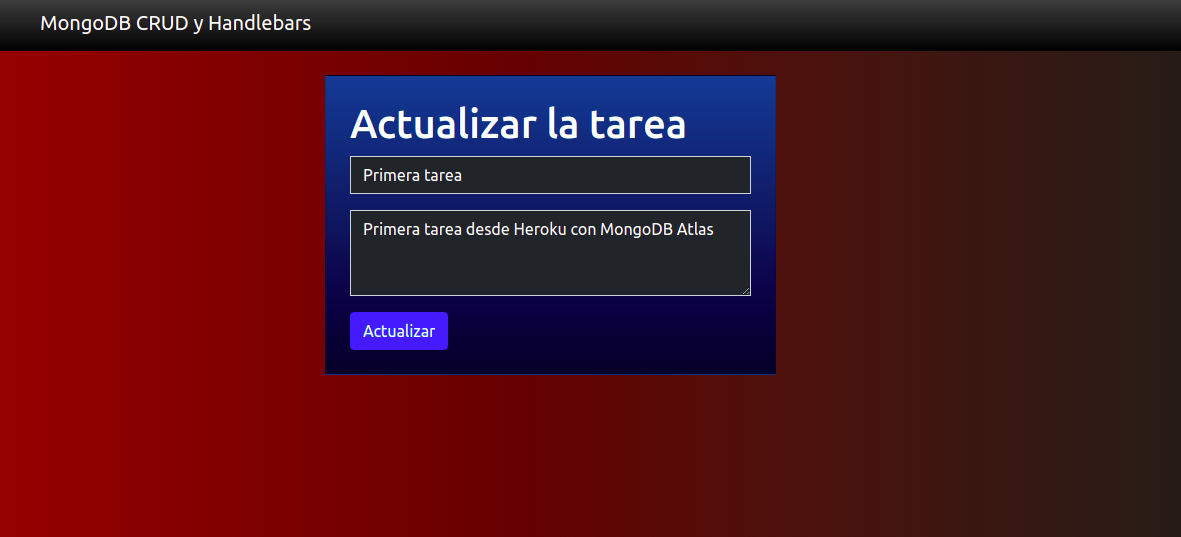 MongoDB CRUD y Handlebars
Actualizar la tarea
Primera tarea
Primera tarea desde Heroku con MongoDB Atlas
Actualizar